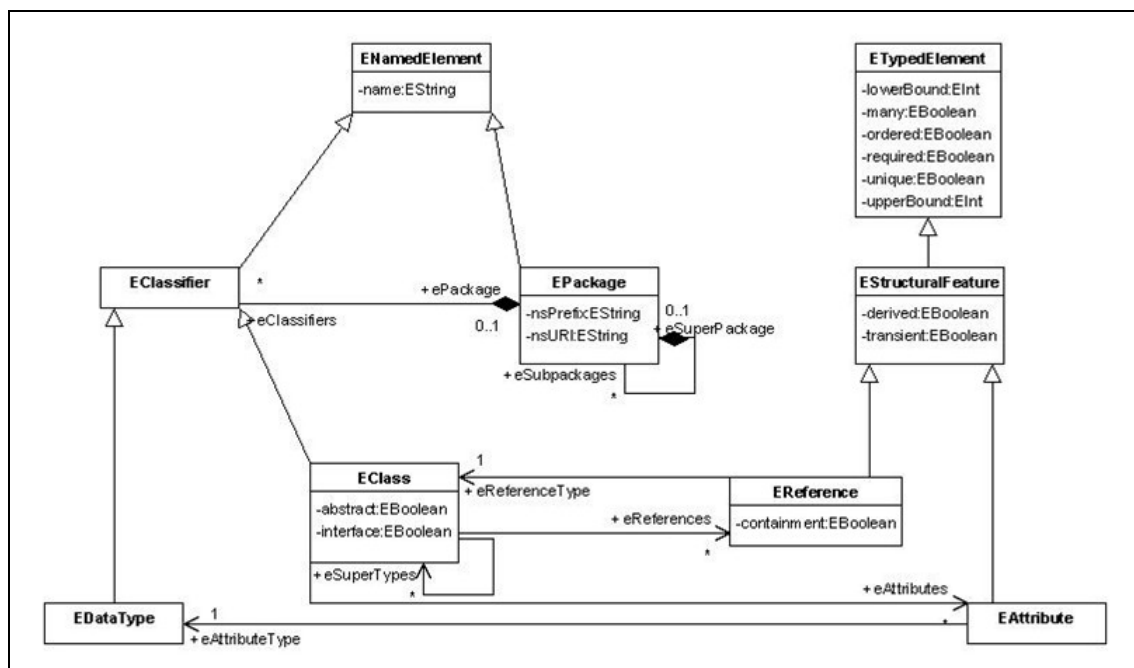 ENamedElement
-name:EString
ETypedElement
-lowerBound:EInt
-many:EBoolean
-ordered:EBoolean
-required:EBoolean
-unique:EBoolean
-upperBound:EInt
EClassifier
*
+ ePackage
0..1
+ eClassifiers
EPackage
-nsPrefix:EString
-nsURI:EString
0..1
+ eSuperPackage
+ eSubpackages
*
EStructuralFeature
-derived:EBoolean
-transient:EBoolean
EClass
-abstract:EBoolean
-interface:EBoolean
1
+ eReferenceType
+ eReferences
*
EReference
-containment:EBoolean
+ eSuperTypes
*
+ eAttributes
*
EDataType
1
+ eAttributeType
EAttribute